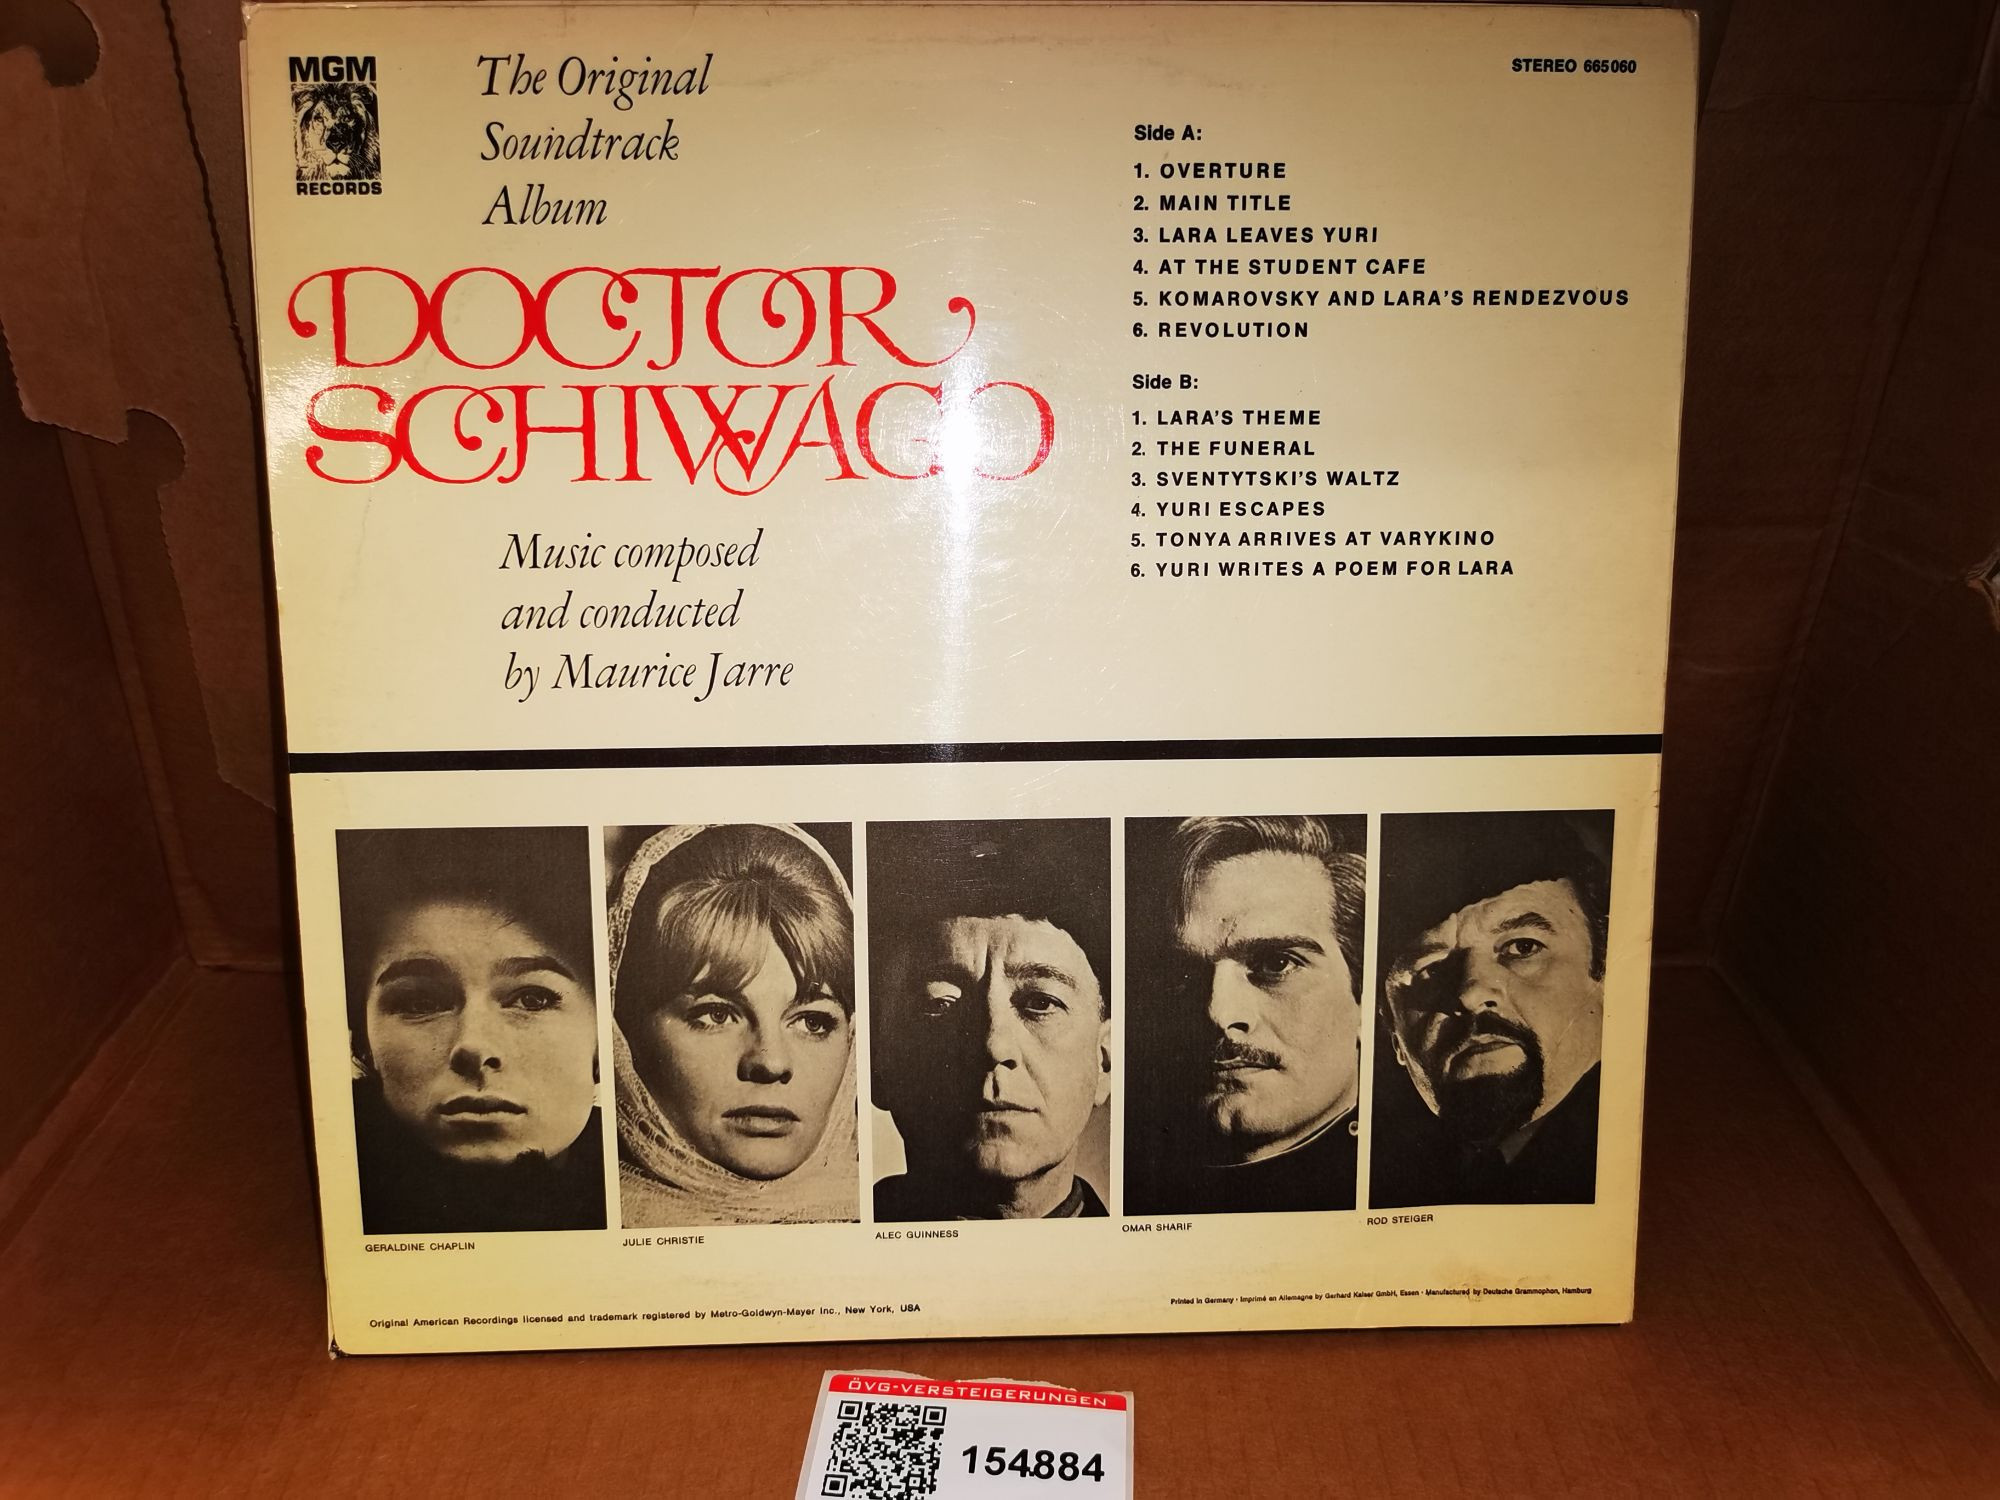 MGM
RECORDS
The Original
Soundtrack
Album
DOCTOR
SCHIWAGO
Music composed
and conducted
by Maurice Jarre
STEREO 665060
Side A:
1. OVERTURE
2. MAIN TITLE
3. LARA LEAVES YURI
4. AT THE STUDENT CAFE
5. KOMAROVSKY AND LARA'S RENDEZVOUS
6. REVOLUTION
Side B:
1. LARA'S THEME
2. THE FUNERAL
3. SVENTYTSKI'S WALTZ
4. YURI ESCAPES
5. TONYA ARRIVES AT VARYKINO
6. YURI WRITES A POEM FOR LARA
GERALDINE CHAPLIN
JULIE CHRISTIE
ALEC GUINNESS
OMAR SHARIF
ROD STEIGER
Original American Recordings licensed and trademark registered by Metro-Goldwyn-Mayer Inc., New York, USA
Printed in Germany · Imprimé en Allemagne by Gerhard Kaiser GmbH, Essen · Manufactured by Deutsche Grammophon, Hamburg
ÖVG-VERSTEIGERUNGEN
154884